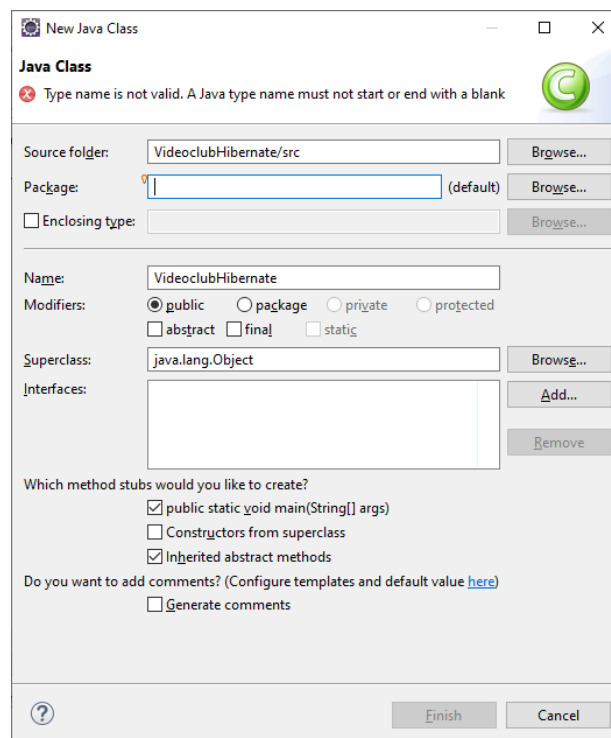 New Java Class
Java Class
Type name is not valid. A Java type name must not start or end with a blank
C
Source folder: VideoclubHibernate/src Browse...
Package: (default) Browse...
Enclosing type: Browse...
Name: VideoclubHibernate
Modifiers: public package private protected
abstract final static
Superclass: java.lang.Object Browse...
Interfaces: Add...
Remove
Which method stubs would you like to create?
public static void main(String[] args)
Constructors from superclass
Inherited abstract methods
Do you want to add comments? (Configure templates and default value here)
Generate comments
? Finish Cancel